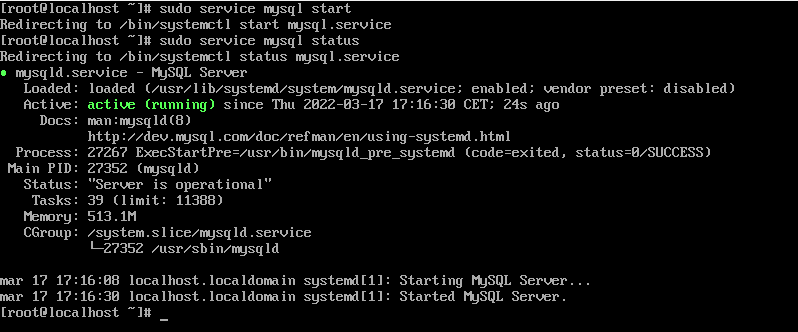 [root@localhost ~]# sudo service mysql start
Redirecting to /bin/systemctl start mysql.service
[root@localhost ~]# sudo service mysql status
Redirecting to /bin/systemctl status mysql.service
● mysqld.service - MySQL Server
   Loaded: loaded (/usr/lib/systemd/system/mysqld.service; enabled; vendor preset: disabled)
   Active: active (running) since Thu 2022-03-17 17:16:30 CET; 24s ago
     Docs: man:mysqld(8)
           http://dev.mysql.com/doc/refman/en/using-systemd.html
  Process: 27267 ExecStartPre=/usr/bin/mysqld_pre_systemd (code=exited, status=0/SUCCESS)
 Main PID: 27352 (mysqld)
   Status: "Server is operational"
    Tasks: 39 (limit: 11388)
   Memory: 513.1M
   CGroup: /system.slice/mysqld.service
           └─27352 /usr/sbin/mysqld

mar 17 17:16:08 localhost.localdomain systemd[1]: Starting MySQL Server...
mar 17 17:16:30 localhost.localdomain systemd[1]: Started MySQL Server.
[root@localhost ~]# _